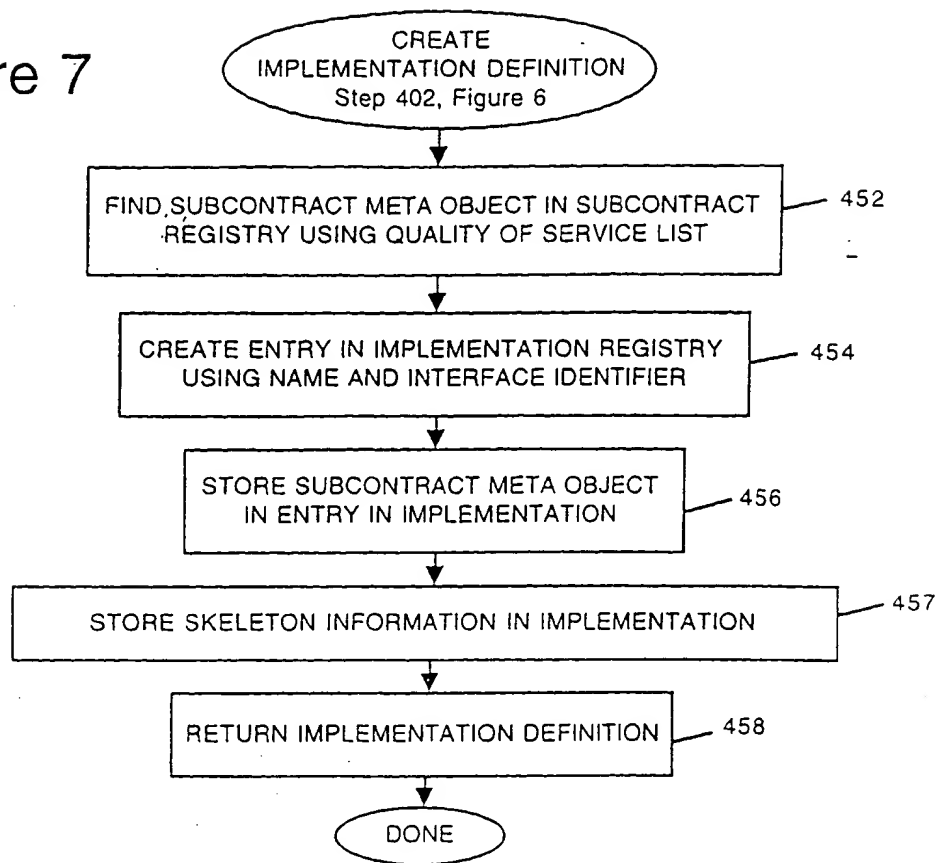 re 7
CREATE
IMPLEMENTATION DEFINITION
Step 402, Figure 6
FIND SUBCONTRACT META OBJECT IN SUBCONTRACT
REGISTRY USING QUALITY OF SERVICE LIST
452
CREATE ENTRY IN IMPLEMENTATION REGISTRY
USING NAME AND INTERFACE IDENTIFIER
454
STORE SUBCONTRACT META OBJECT
IN ENTRY IN IMPLEMENTATION
456
STORE SKELETON INFORMATION IN IMPLEMENTATION
457
RETURN IMPLEMENTATION DEFINITION
458
DONE